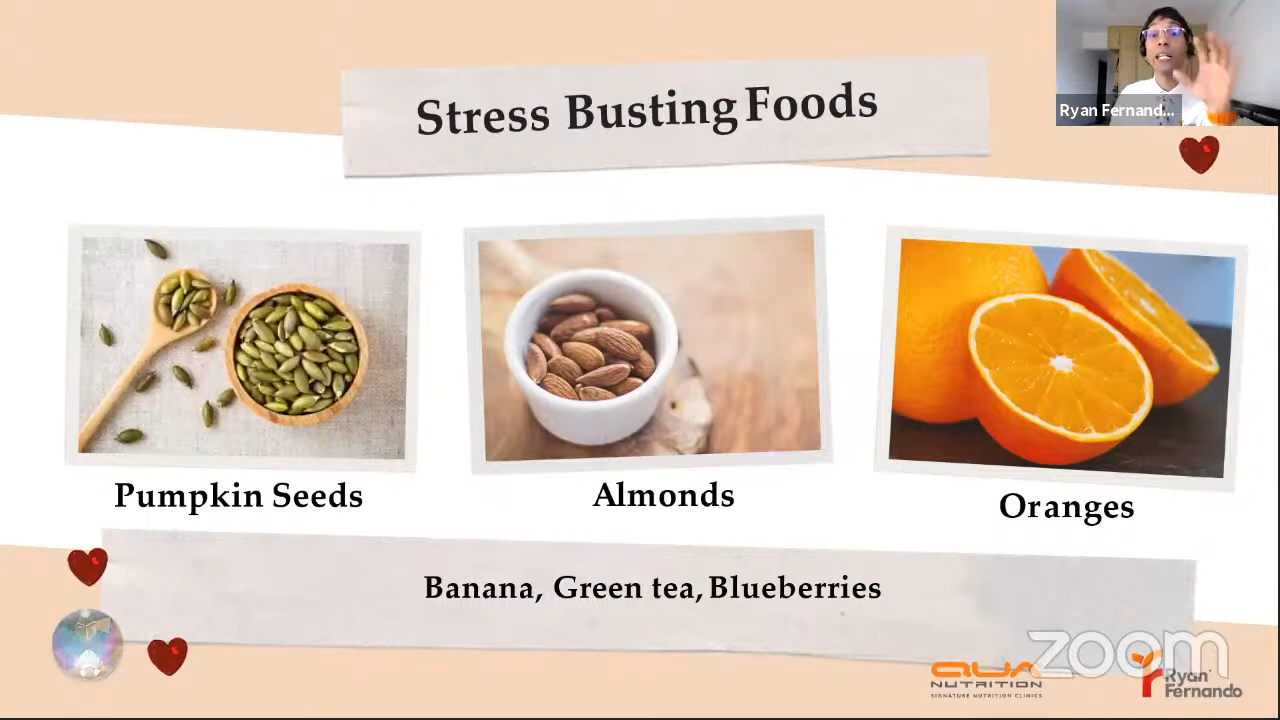 Stress Busting Foods
Ryan Fernand...
Pumpkin Seeds
Almonds
Oranges
Banana, Green tea, Blueberries
zoom
QUA
NUTRITION
SIGNATURE NUTRITION CLINICS
Ryan
Fernando